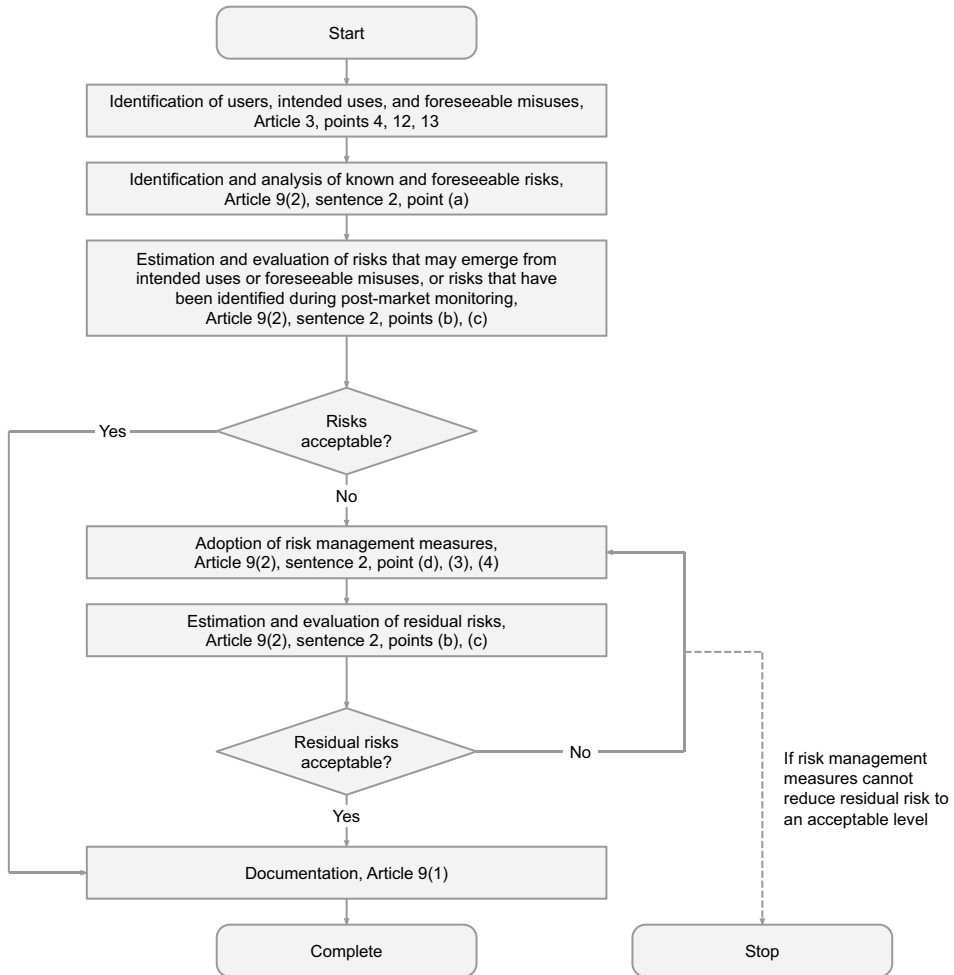 Start
Identification of users, intended uses, and foreseeable misuses,
Article 3, points 4, 12, 13
Identification and analysis of known and foreseeable risks,
Article 9(2), sentence 2, point (a)
Estimation and evaluation of risks that may emerge from
intended uses or foreseeable misuses, or risks that have
been identified during post-market monitoring,
Article 9(2), sentence 2, points (b), (c)
Risks
acceptable?
Yes
No
Adoption of risk management measures,
Article 9(2), sentence 2, point (d), (3), (4)
Estimation and evaluation of residual risks,
Article 9(2), sentence 2, points (b), (c)
Residual risks
acceptable?
No
If risk management
measures cannot
reduce residual risk to
an acceptable level
Yes
Documentation, Article 9(1)
Complete
Stop